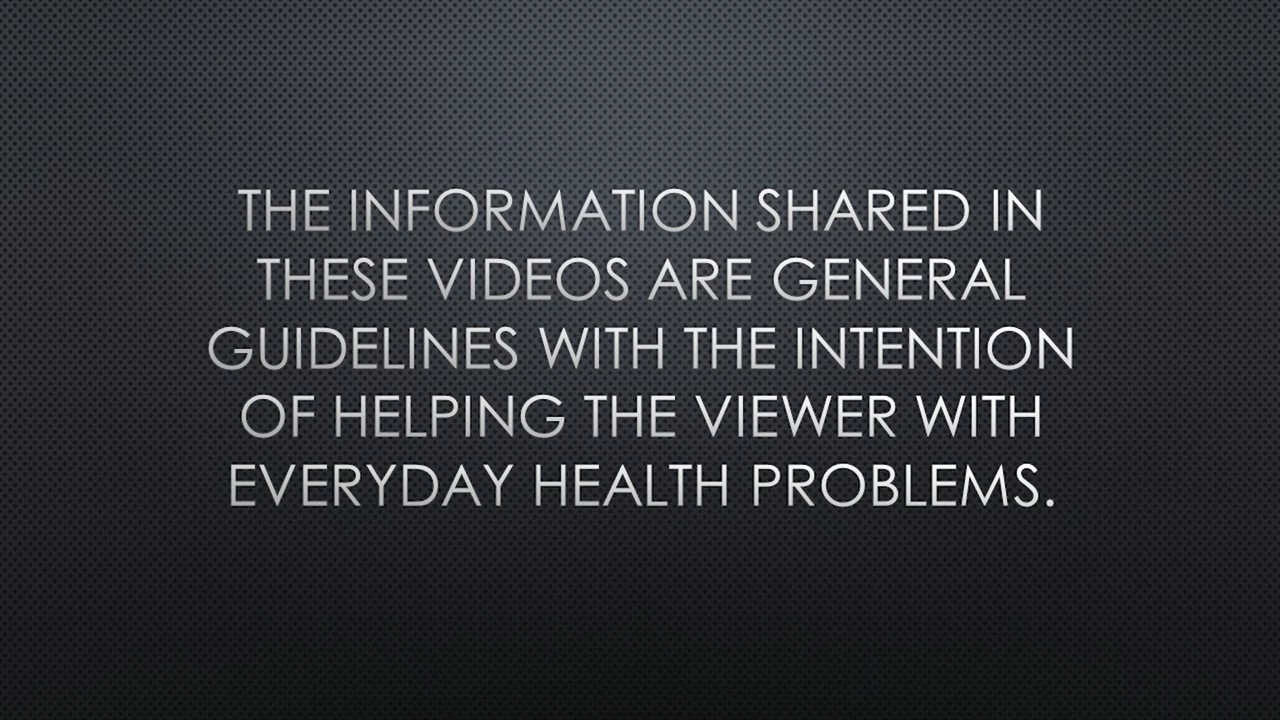 THE INFORMATION SHARED IN
THESE VIDEOS ARE GENERAL
GUIDELINES WITH THE INTENTION
OF HELPING THE VIEWER WITH
EVERYDAY HEALTH PROBLEMS.